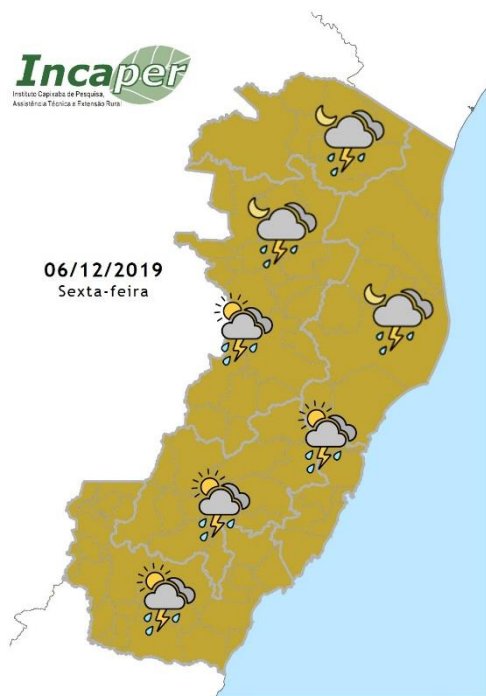 Incaper
Instituto Capixaba de Pesquisa,
Assistência Técnica e Extensão Rural
06/12/2019
Sexta-feira